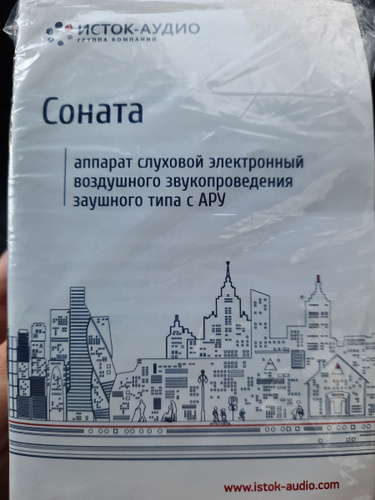 ИСТОК-АУДИО
ГРУППА КОМПАНИЙ
Соната
аппарат слуховой электронный
воздушного звукопроведения
заушного типа с АРУ
www.istok-audio.com